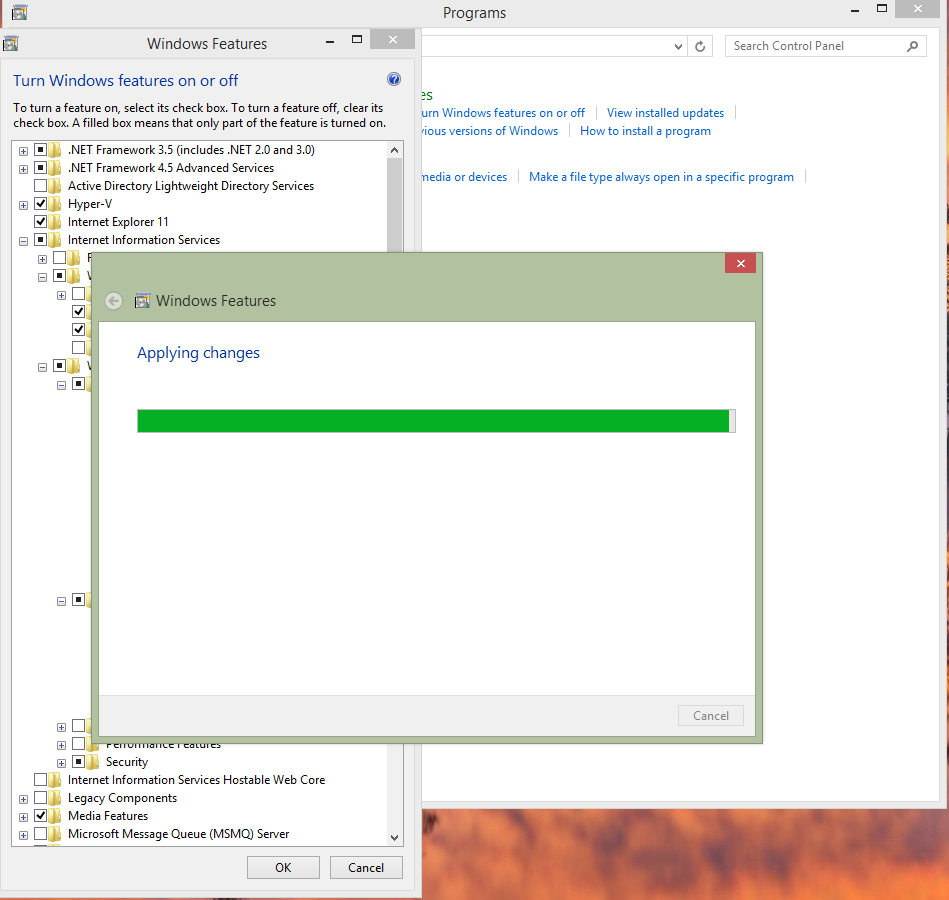 Programs
Windows Features
Search Control Panel
Turn Windows features on or off
To turn a feature on, select its check box. To turn a feature off, clear its
check box. A filled box means that only part of the feature is turned on.
es
urn Windows features on or off
View installed updates
vious versions of Windows
How to install a program
media or devices
Make a file type always open in a specific program
.NET Framework 3.5 (includes .NET 2.0 and 3.0)
.NET Framework 4.5 Advanced Services
Active Directory Lightweight Directory Services
Hyper-V
Internet Explorer 11
Internet Information Services
Windows Features
Applying changes
Cancel
Performance Features
Security
Internet Information Services Hostable Web Core
Legacy Components
Media Features
Microsoft Message Queue (MSMQ) Server
OK
Cancel